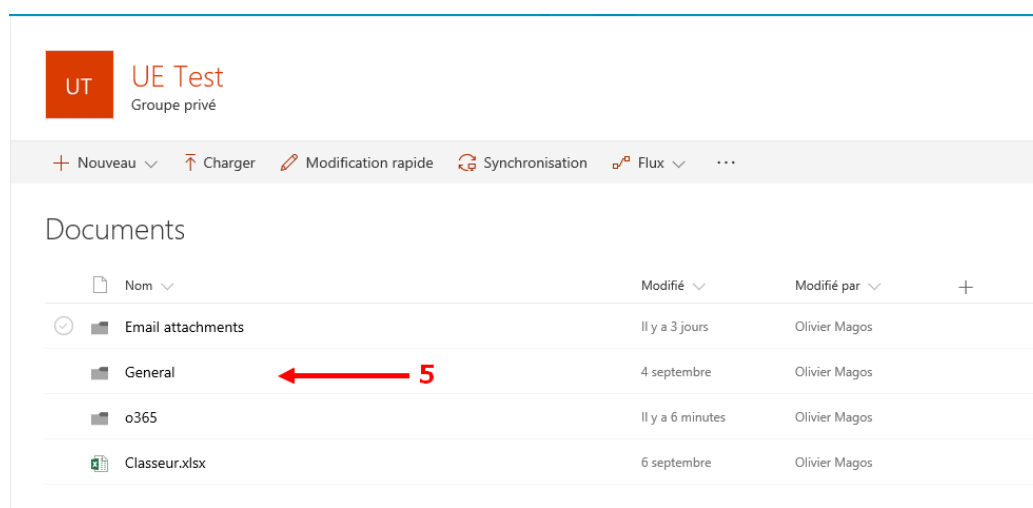 UT
UE Test
Groupe privé
Nouveau Charger Modification rapide Synchronisation Flux ...
Documents
Nom Modifié Modifié par
Email attachments Il y a 3 jours Olivier Magos
General 5 4 septembre Olivier Magos
o365 Il y a 6 minutes Olivier Magos
Classeur.xlsx 6 septembre Olivier Magos